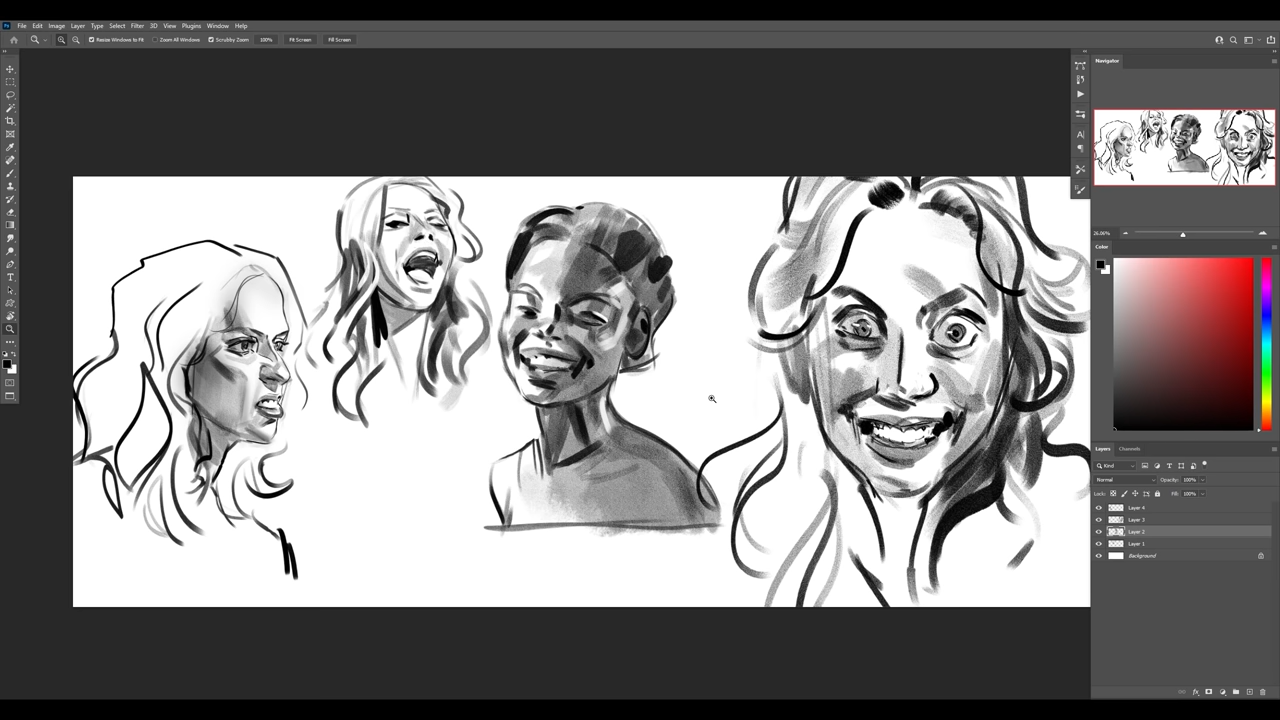 Ps File Edit Image Layer Type Select Filter 3D View Plugins Window Help
Resize Windows to Fit Zoom All Windows Scrubby Zoom 100% Fit Screen Fill Screen
Navigator
26.06%
Color
Layers Channels
Kind
Normal Opacity: 100%
Lock: Fill: 100%
Layer 4
Layer 3
Layer 2
Layer 1
Background